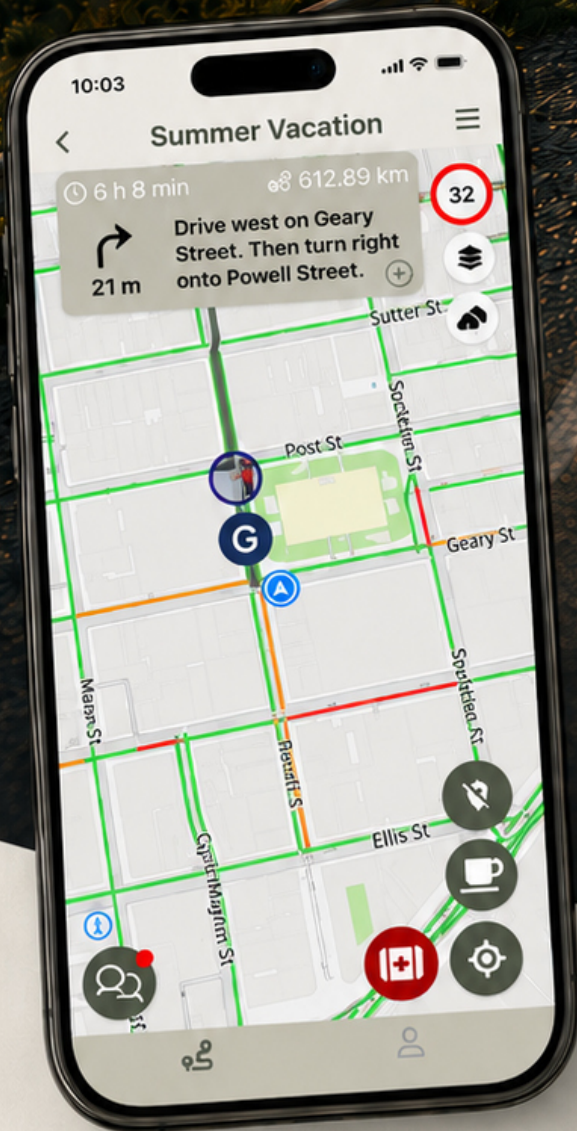 10:03
Summer Vacation
6 h 8 min
612.89 km
32
Drive west on Geary
Street. Then turn right
onto Powell Street.
21 m
Sutter St
Post St
G
Geary St
Ellis St